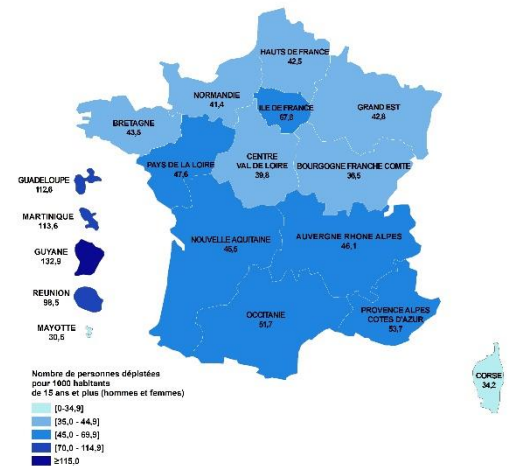 HAUTS DE FRANCE
42,5
NORMANDIE
41,4
ILE DE FRANCE
67,8
GRAND EST
42,8
BRETAGNE
43,5
PAYS DE LA LOIRE
47,6
CENTRE
VAL DE LOIRE
39,8
BOURGOGNE FRANCHE COMTE
36,5
GUADELOUPE
112,6
MARTINIQUE
113,6
GUYANE
132,9
REUNION
98,5
MAYOTTE
30,5
NOUVELLE AQUITAINE
45,5
AUVERGNE RHONE ALPES
46,1
OCCITANIE
51,7
PROVENCE ALPES
COTES D'AZUR
53,7
CORSE
34,2
Nombre de personnes dépistées
pour 1000 habitants
de 15 ans et plus (hommes et femmes)
[0-34,9]
[35,0 - 44,9]
[45,0 - 69,9]
[70,0 - 114,9]
≥115,0